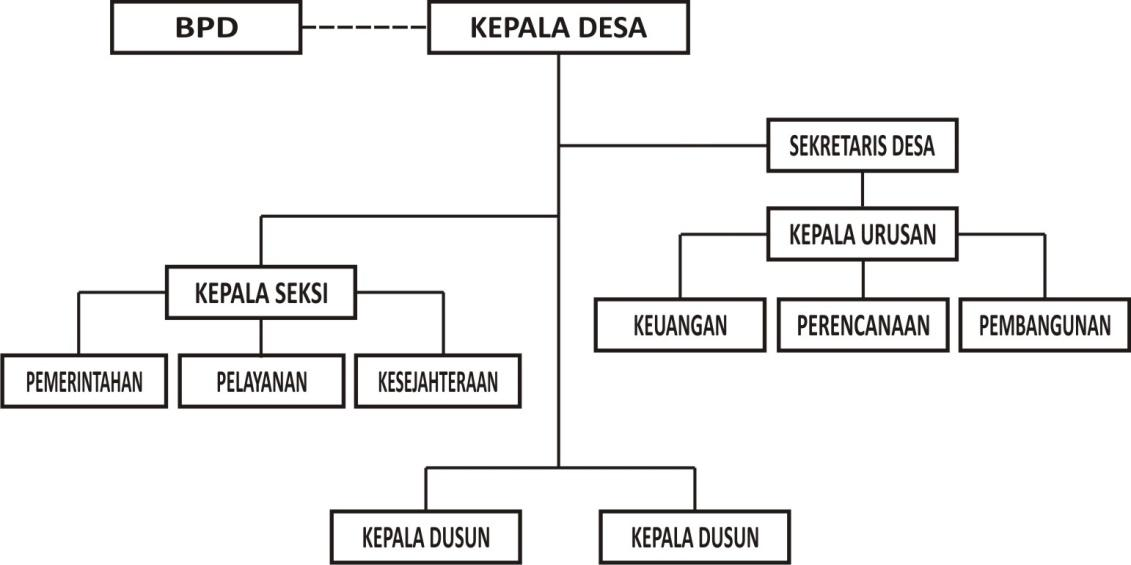 BPD
KEPALA DESA
SEKRETARIS DESA
KEPALA URUSAN
KEUANGAN
PERENCANAAN
PEMBANGUNAN
KEPALA SEKSI
PEMERINTAHAN
PELAYANAN
KESEJAHTERAAN
KEPALA DUSUN
KEPALA DUSUN